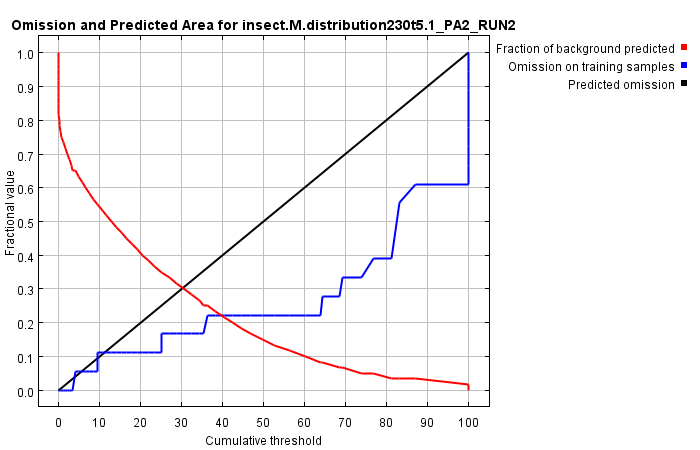 Omission and Predicted Area for insect.M.distribution230t5.1_PA2_RUN2
Fraction of background predicted
Omission on training samples
Predicted omission
Fractional value
1.0
0.9
0.8
0.7
0.6
0.5
0.4
0.3
0.2
0.1
0.0
0 10 20 30 40 50 60 70 80 90 100
Cumulative threshold